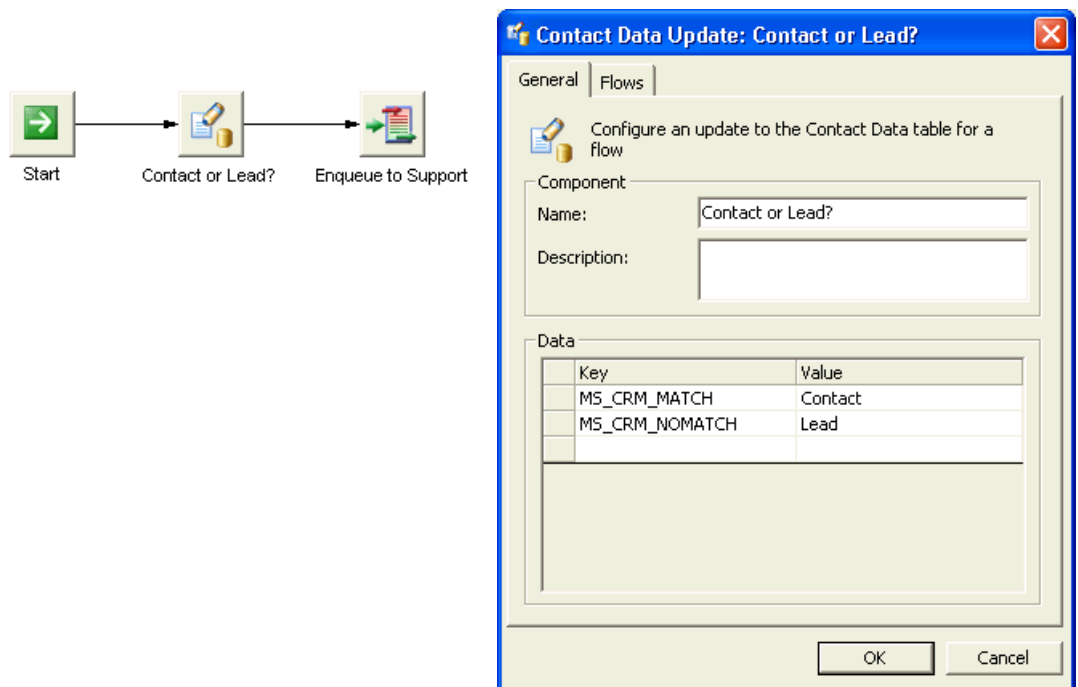 Start
Contact or Lead?
Enqueue to Support
Contact Data Update: Contact or Lead?
General Flows
Configure an update to the Contact Data table for a
flow
Component
Name: Contact or Lead?
Description:
Data
Key Value
MS_CRM_MATCH Contact
MS_CRM_NOMATCH Lead
OK Cancel